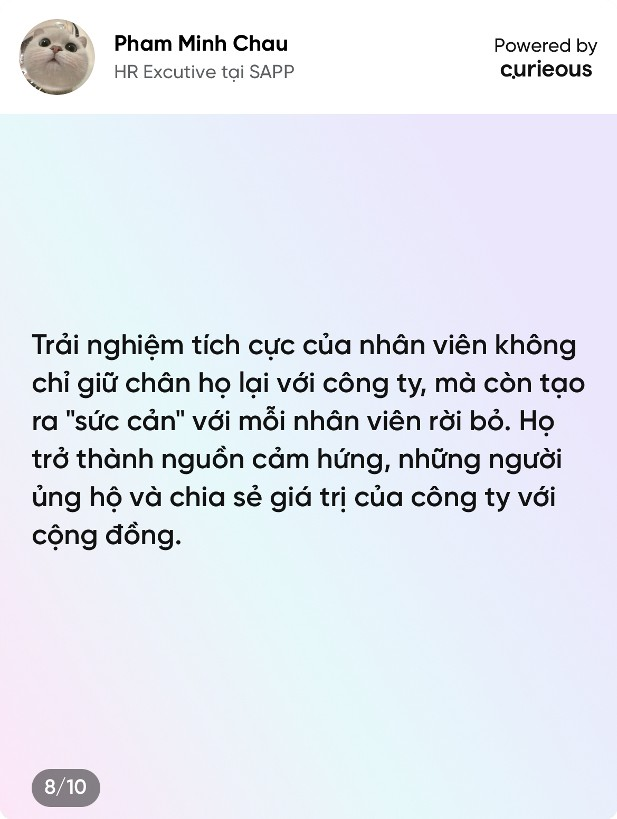 Pham Minh Chau
HR Excutive tại SAPP
Powered by
curieous
Trải nghiệm tích cực của nhân viên không
chỉ giữ chân họ lại với công ty, mà còn tạo
ra "sức cản" với mỗi nhân viên rời bỏ. Họ
trở thành nguồn cảm hứng, những người
ủng hộ và chia sẻ giá trị của công ty với
cộng đồng.
8/10